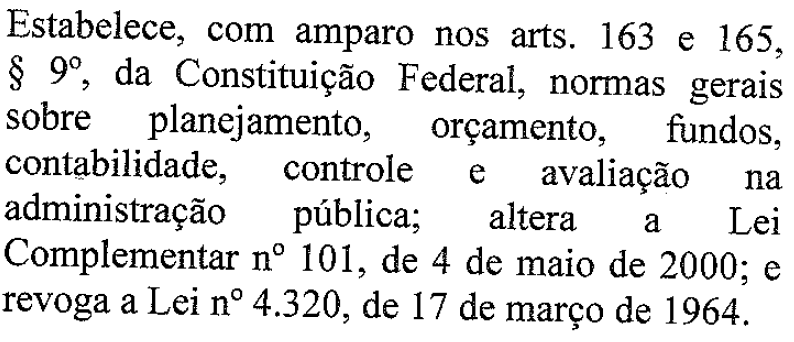 Estabelece, com amparo nos arts. 163 e 165,
§ 9º, da Constituição Federal, normas gerais
sobre planejamento, orçamento, fundos,
contabilidade, controle e avaliação na
administração pública; altera a Lei
Complementar nº 101, de 4 de maio de 2000; e
revoga a Lei nº 4.320, de 17 de março de 1964.